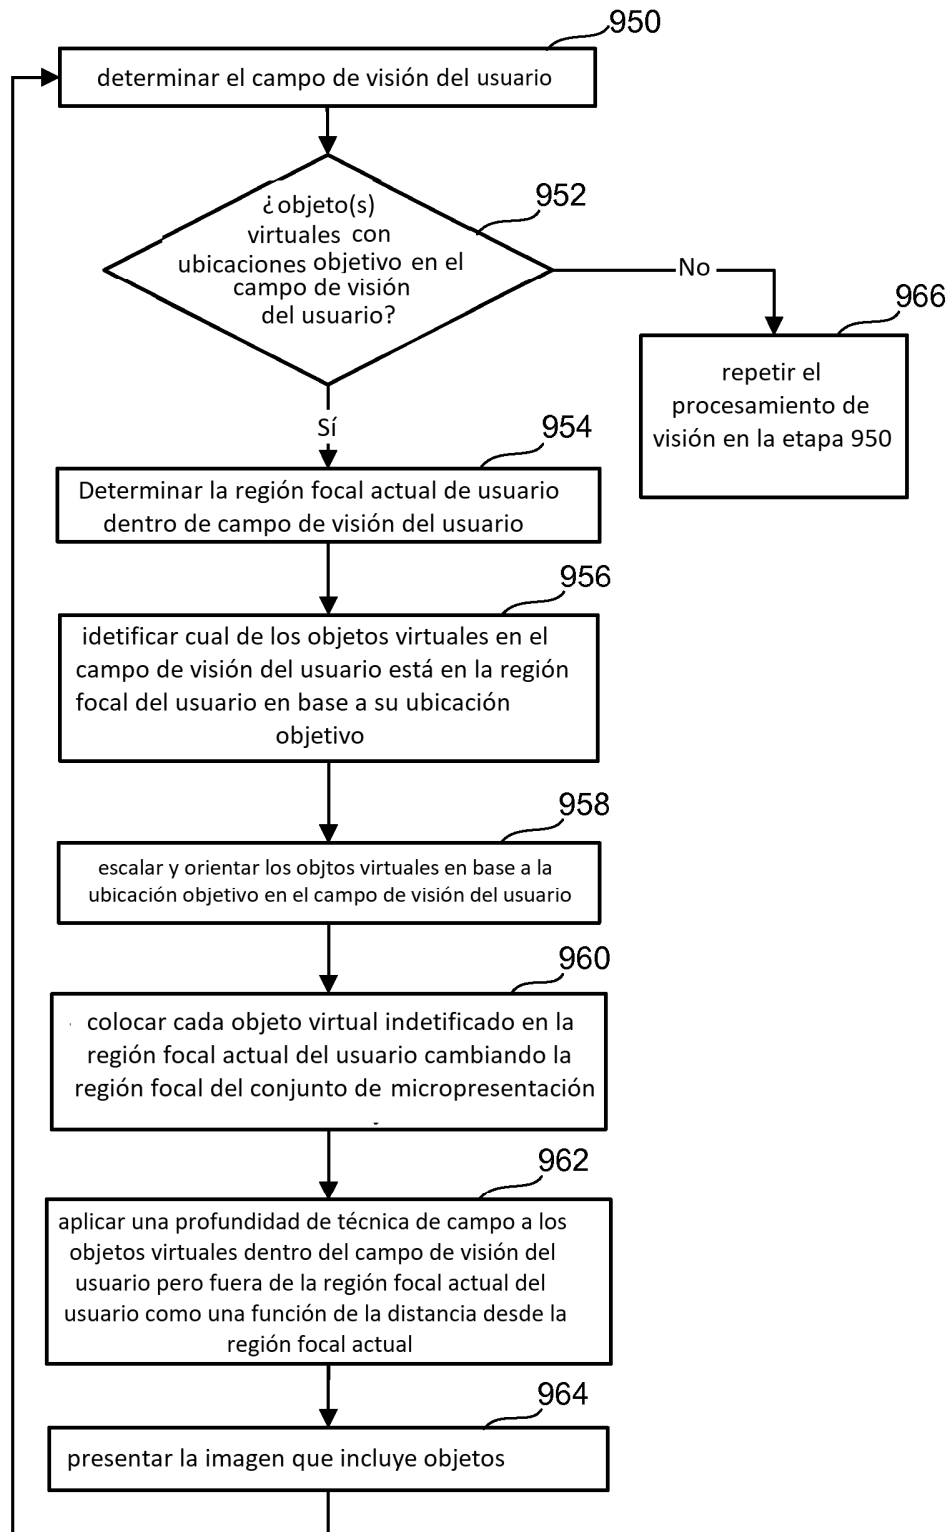 950
determinar el campo de visión del usuario
952
¿objeto(s)
virtuales con
ubicaciones objetivo en el
campo de visión
del usuario?
No
966
repetir el
procesamiento de
visión en la etapa 950
Sí
954
Determinar la región focal actual de usuario
dentro de campo de visión del usuario
956
idetificar cual de los objetos virtuales en el
campo de visión del usuario está en la región
focal del usuario en base a su ubicación
objetivo
958
escalar y orientar los objtos virtuales en base a la
ubicación objetivo en el campo de visión del usuario
960
colocar cada objeto virtual indetificado en la
región focal actual del usuario cambiando la
región focal del conjunto de micropresentación
962
aplicar una profundidad de técnica de campo a los
objetos virtuales dentro del campo de visión del
usuario pero fuera de la región focal actual del
usuario como una función de la distancia desde la
región focal actual
964
presentar la imagen que incluye objetos